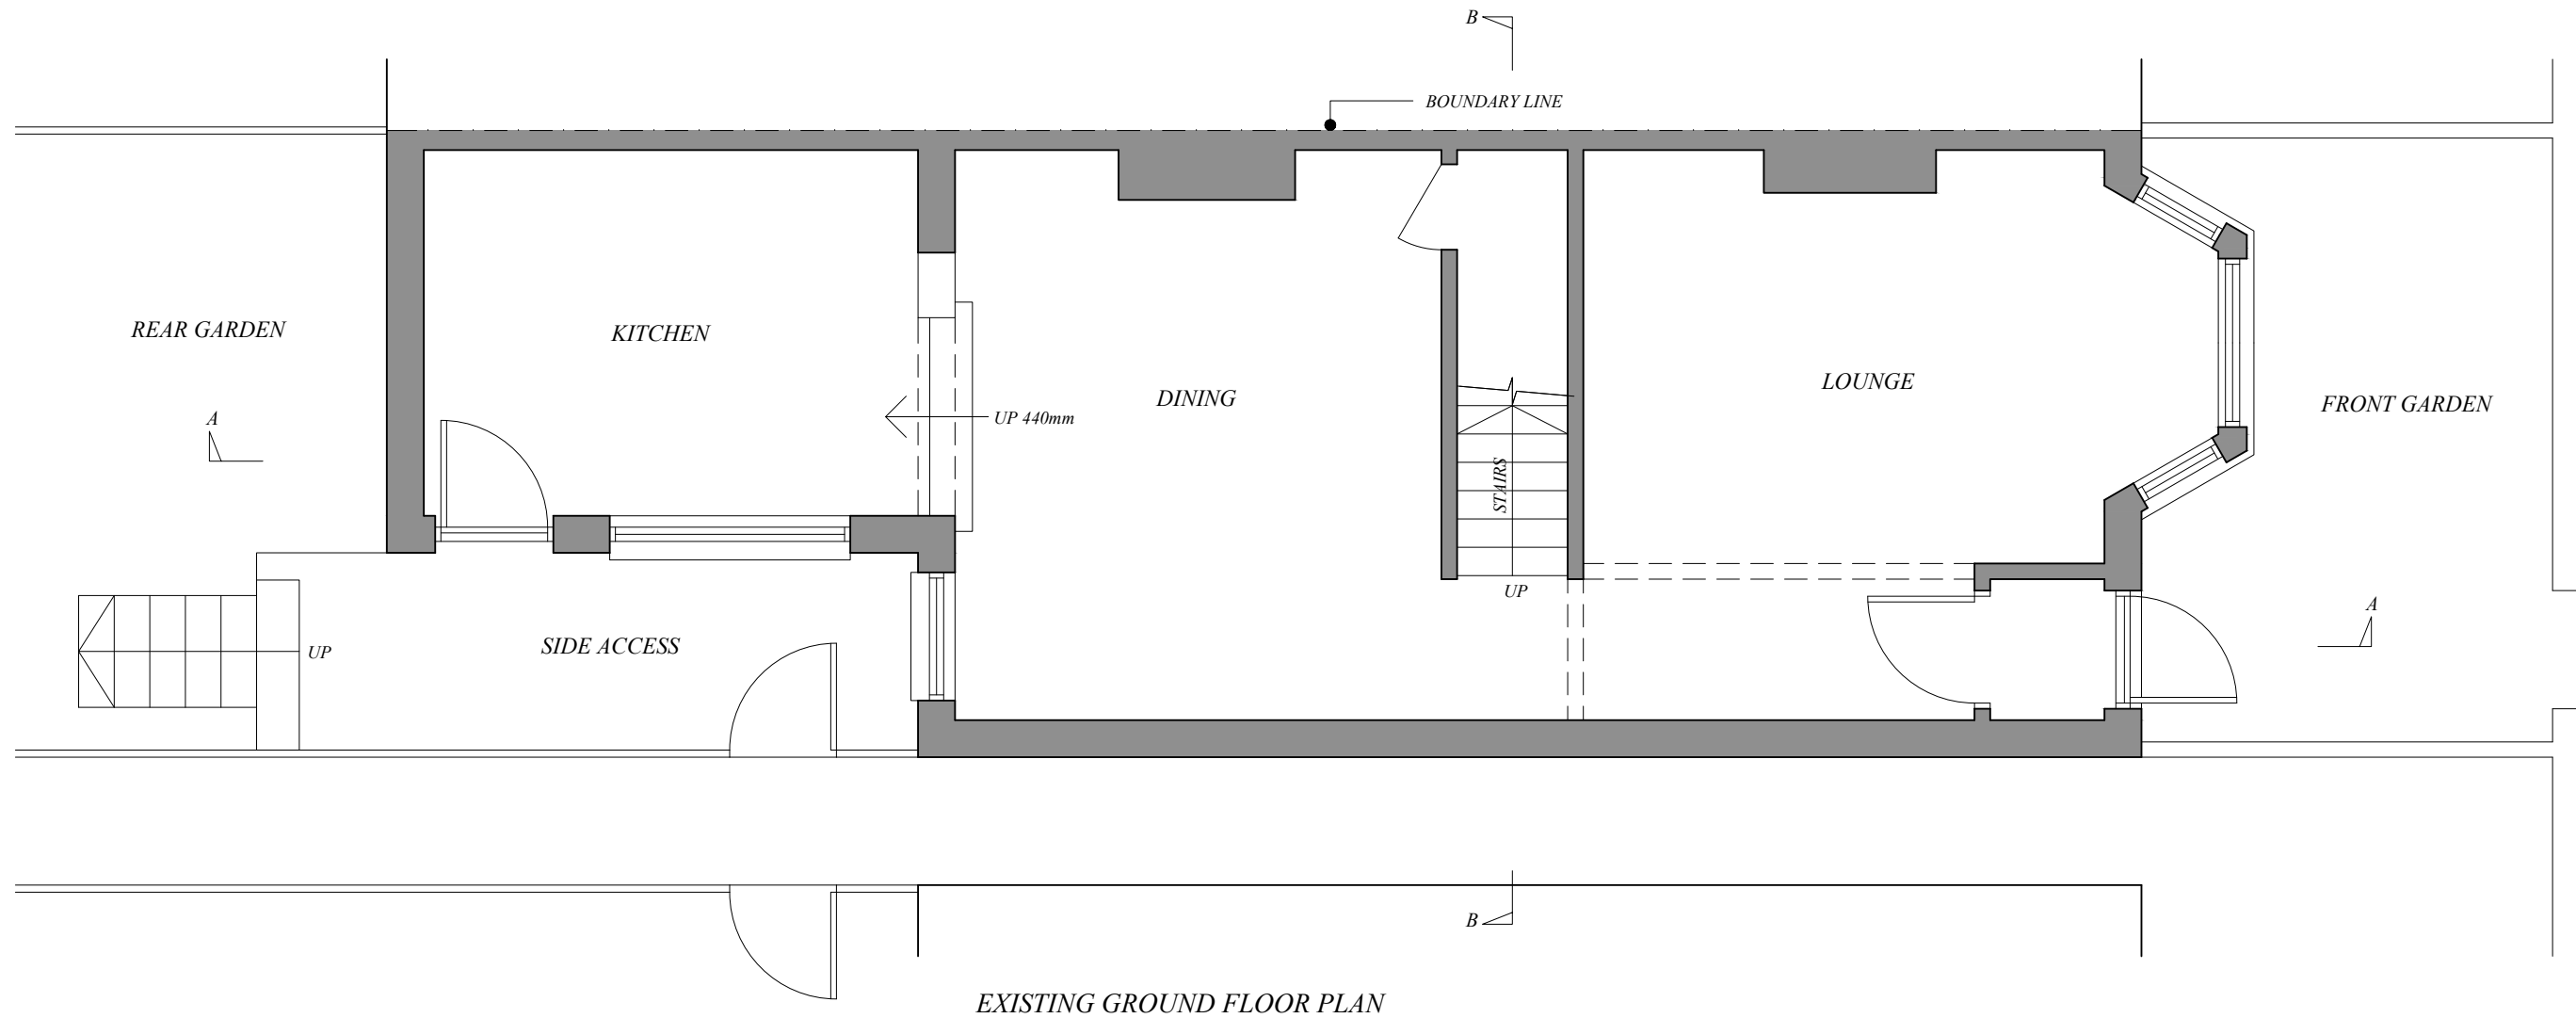 B
BOUNDARY LINE
REAR GARDEN
KITCHEN
LOUNGE
DINING
FRONT GARDEN
A
UP 440mm
STAIRS
UP
A
SIDE ACCESS
UP
B
EXISTING GROUND FLOOR PLAN